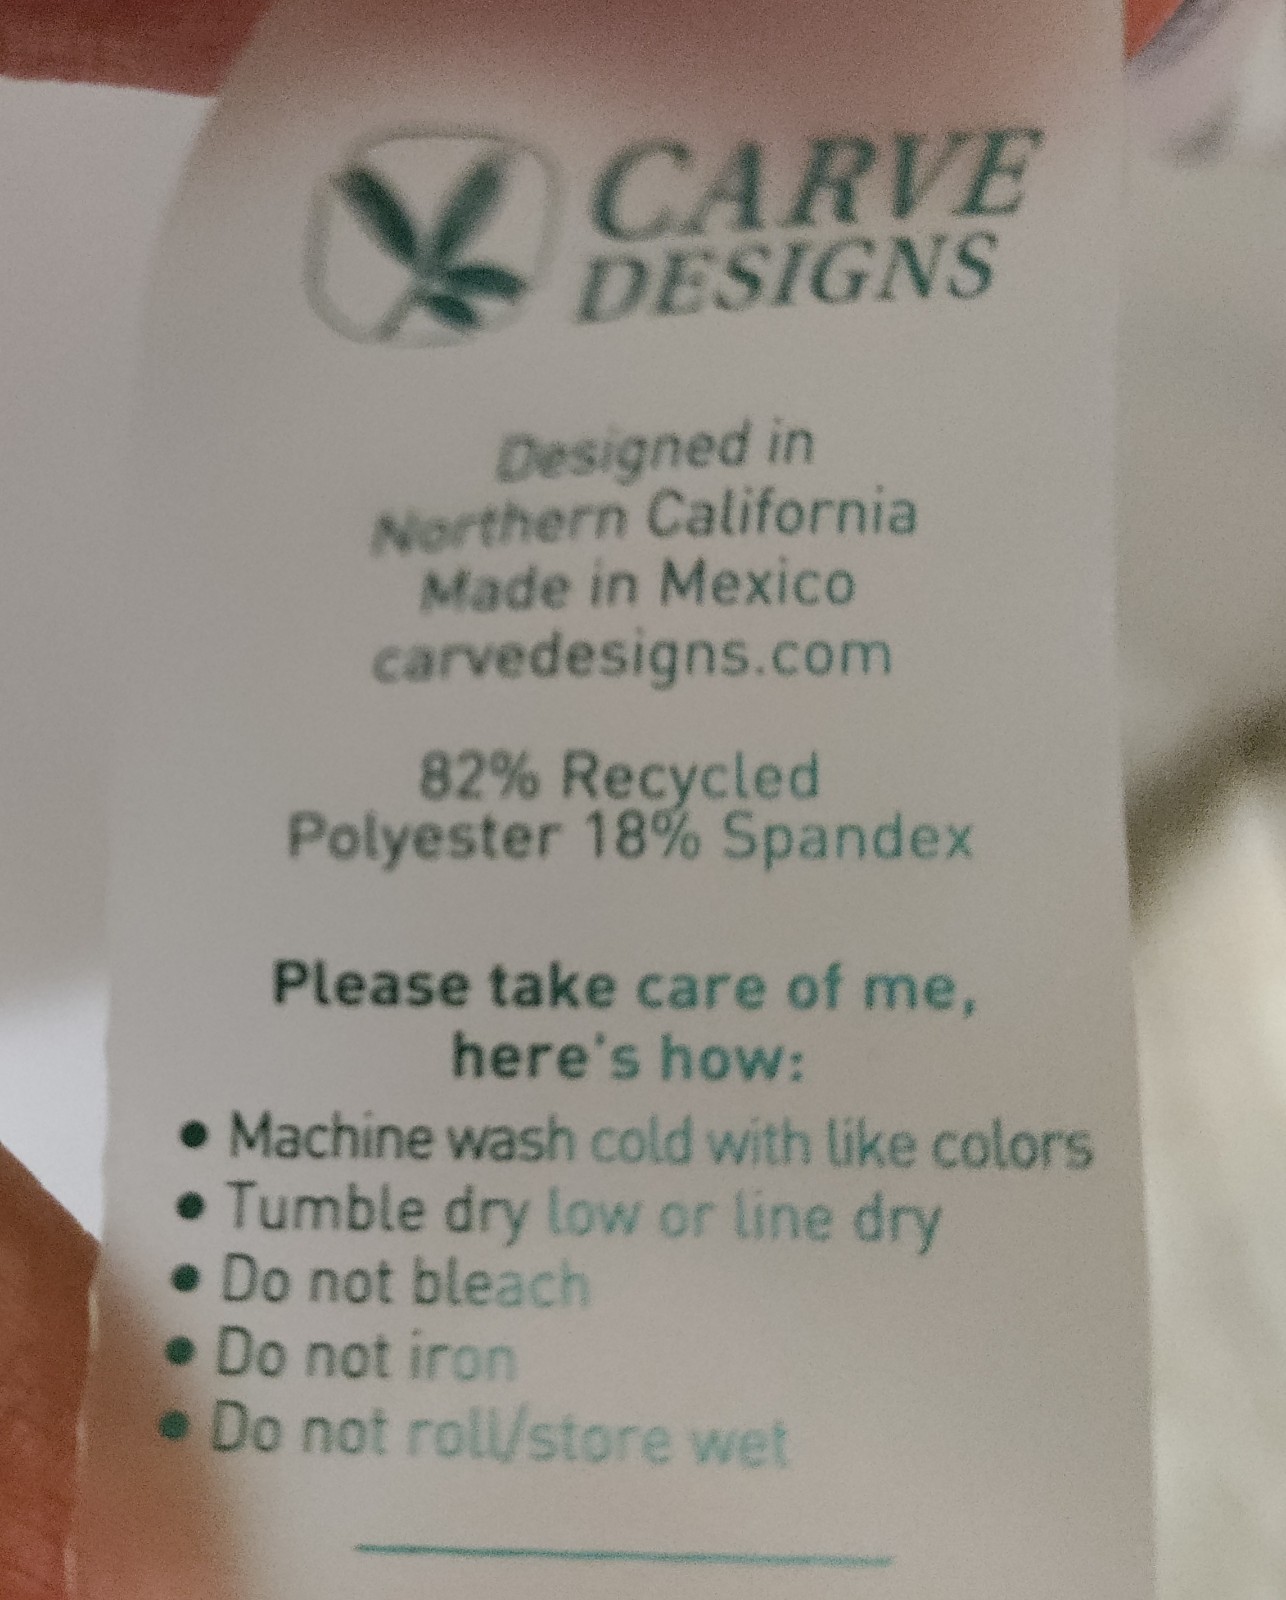 CARVE
DESIGNS
Designed in
Northern California
Made in Mexico
carvedesigns.com
82% Recycled
Polyester 18% Spandex
Please take care of me,
here's how:
● Machine wash cold with like colors
● Tumble dry low or line dry
● Do not bleach
● Do not iron
● Do not roll/store wet